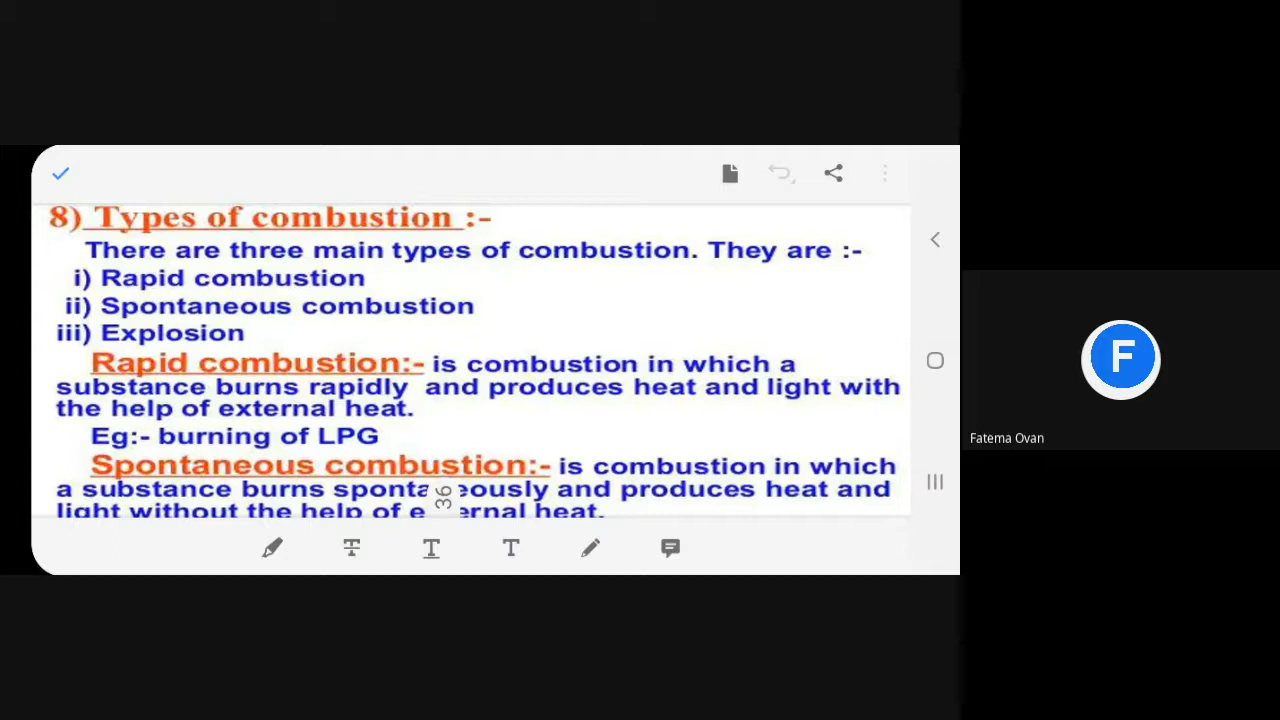 8) Types of combustion :-
There are three main types of combustion. They are :-
i) Rapid combustion
ii) Spontaneous combustion
iii) Explosion
Rapid combustion:- is combustion in which a
substance burns rapidly and produces heat and light with
the help of external heat.
Eg:- burning of LPG
Spontaneous combustion:- is combustion in which
a substance burns spontaeously and produces heat and
light without the help of e ernal heat.
36
F
Fatema Ovan